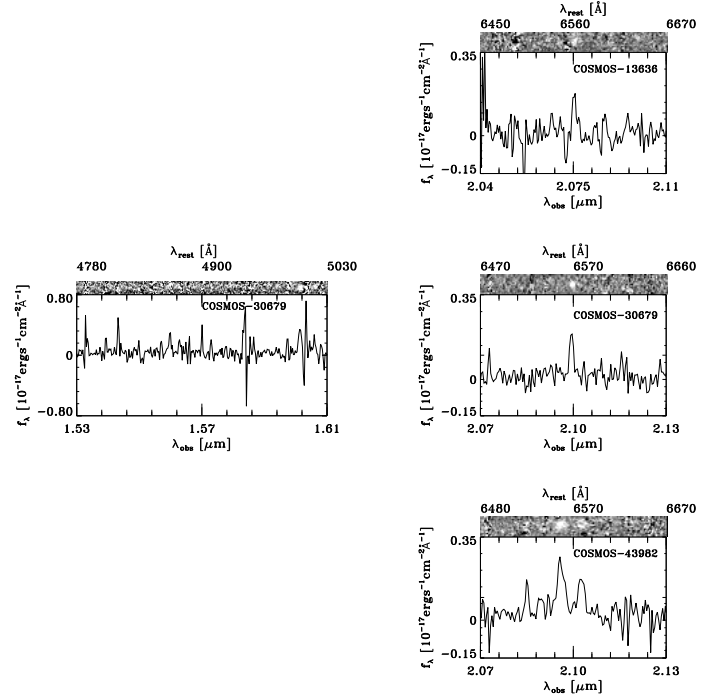 λrest [Å]
6450 6560 6670
0.35
COSMOS-13636
0
-0.15
fλ [10⁻¹⁷ergs⁻¹cm⁻²Å⁻¹]
2.04 2.075 2.11
λobs [μm]
λrest [Å]
4780 4900 5030
0.80
COSMOS-30679
0
-0.80
fλ [10⁻¹⁷ergs⁻¹cm⁻²Å⁻¹]
1.53 1.57 1.61
λobs [μm]
λrest [Å]
6470 6570 6660
0.35
COSMOS-30679
0
-0.15
fλ [10⁻¹⁷ergs⁻¹cm⁻²Å⁻¹]
2.07 2.10 2.13
λobs [μm]
λrest [Å]
6480 6570 6670
0.35
COSMOS-43982
0
-0.15
fλ [10⁻¹⁷ergs⁻¹cm⁻²Å⁻¹]
2.07 2.10 2.13
λobs [μm]